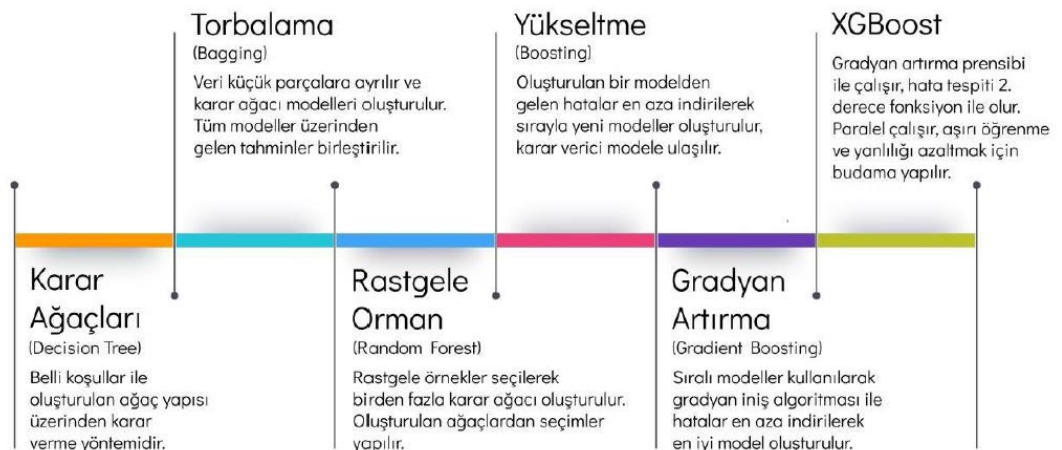 Torbalama
(Bagging)
Veri küçük parçalara ayrılır ve
karar ağacı modelleri oluşturulur.
Tüm modeller üzerinden
gelen tahminler birleştirilir.
Yükseltme
(Boosting)
Oluşturulan bir modelden
gelen hatalar en aza indirilerek
sırayla yeni modeller oluşturulur,
karar verici modele ulaşılır.
XGBoost
Gradyan artırma prensibi
ile çalışır, hata tespiti 2.
derece fonksiyon ile olur.
Paralel çalışır, aşırı öğrenme
ve yanlılığı azaltmak için
budama yapılır.
Karar
Ağaçları
(Decision Tree)
Belli koşullar ile
oluşturulan ağaç yapısı
üzerinden karar
verme yöntemidir.
Rastgele
Orman
(Random Forest)
Rastgele örnekler seçilerek
birden fazla karar ağacı oluşturulur.
Oluşturulan ağaçlardan seçimler
yapılır.
Gradyan
Artırma
(Gradient Boosting)
Sıralı modeller kullanılarak
gradyan iniş algoritması ile
hatalar en aza indirilerek
en iyi model oluşturulur.